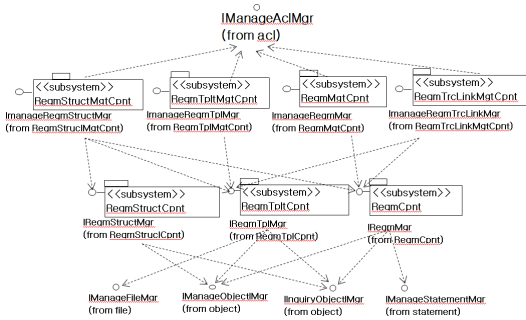 IManageAclMgr
(from acl)
<<subsystem>>
ReqmStructMgtCpnt
<<subsystem>>
ReqmTpltMgtCpnt
<<subsystem>>
ReqmMgtCpnt
<<subsystem>>
ReqmTrcLinkMgtCpnt
ImanageReqmStructMgr
(from ReqmStructMgtCpnt)
ImanageReqmTplMgr
(from ReqmTplMgtCpnt)
ImanageReqmMgr
(from ReqmMgtCpnt)
ImanageReqmTrcLinkMgr
(from ReqmTrcLinkMgtCpnt)
<<subsystem>>
ReqmStructCpnt
<<subsystem>>
ReqmTpltCpnt
<<subsystem>>
ReqmCpnt
IReqmStructMgr
(from ReqmStructCpnt)
IReqmTplMgr
(from ReqmTplCpnt)
IReqmMgr
(from ReqmCpnt)
IManageFileMgr
(from file)
IManageObjectMgr
(from object)
IInquiryObjectMgr
(from object)
IManageStatementMgr
(from statement)